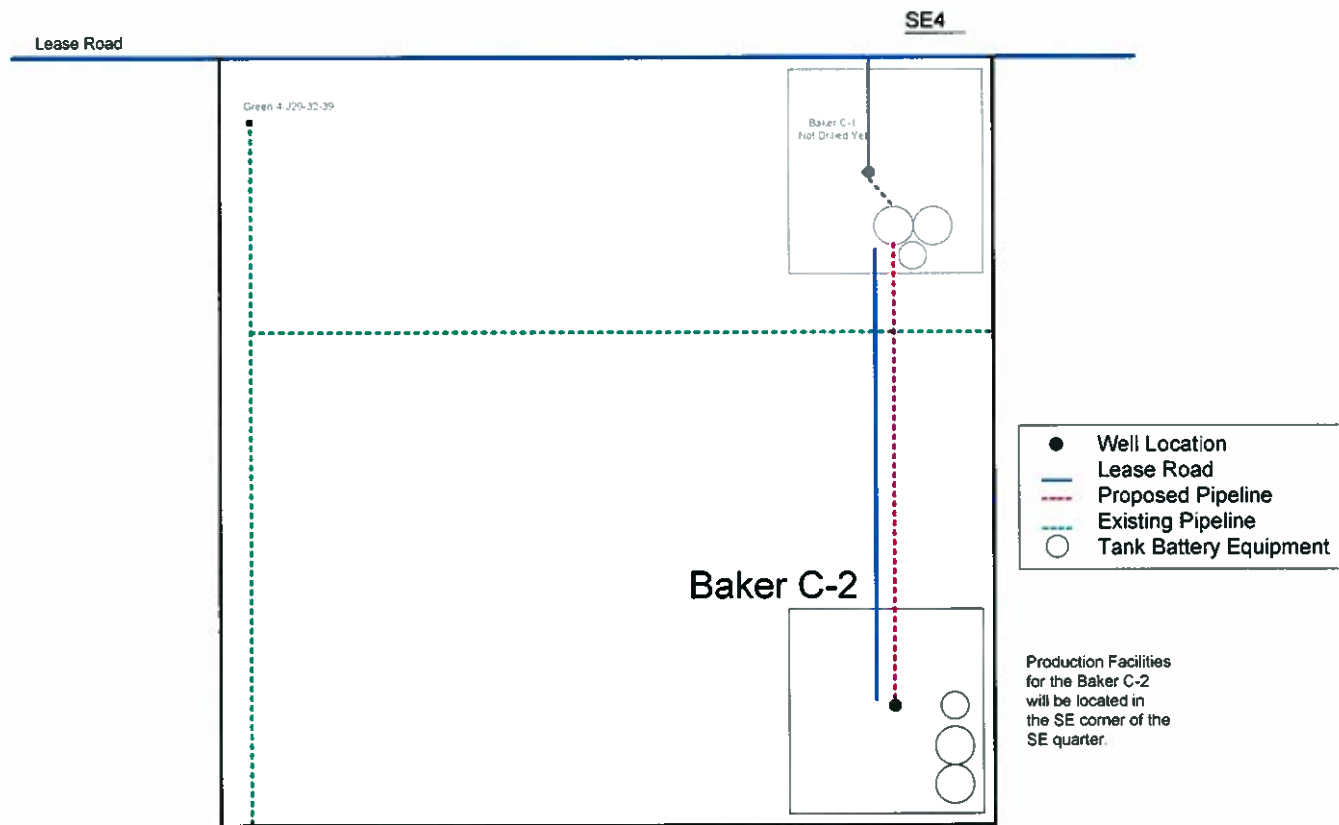 SE4
Lease Road
Green 4-J29-32-39
Baker C-1
Not Drilled Yet
Well Location
Lease Road
Proposed Pipeline
Existing Pipeline
Tank Battery Equipment
Baker C-2
Production Facilities
for the Baker C-2
will be located in
the SE corner of the
SE quarter.